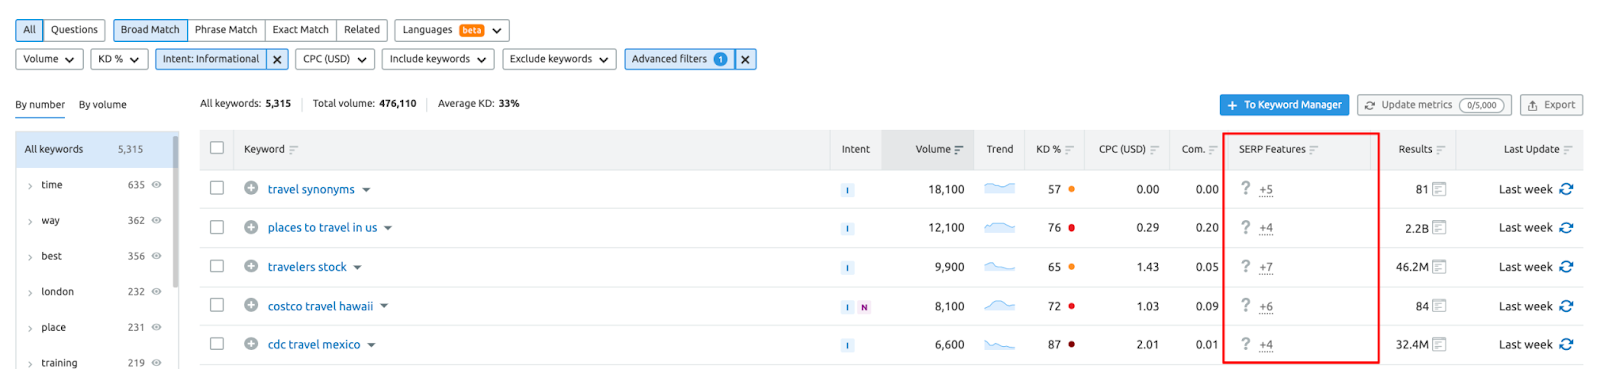 All Questions Broad Match Phrase Match Exact Match Related Languages beta
Volume KD % Intent: Informational × CPC (USD) Include keywords Exclude keywords Advanced filters 1 ×
By number By volume
All keywords: 5,315 Total volume: 476,110 Average KD: 33%
+ To Keyword Manager Update metrics 0/5,000 Export
All keywords 5,315
time 635
way 362
best 356
london 232
place 231
training 219
Keyword Intent Volume Trend KD % CPC (USD) Com. SERP Features Results Last Update
travel synonyms I 18,100 57 0.00 0.00 ? +5 81 Last week
places to travel in us I 12,100 76 0.29 0.20 ? +4 2.2B Last week
travelers stock I 9,900 65 1.43 0.05 ? +7 46.2M Last week
costco travel hawaii I N 8,100 72 1.03 0.09 ? +6 84 Last week
cdc travel mexico I 6,600 87 2.01 0.01 ? +4 32.4M Last week